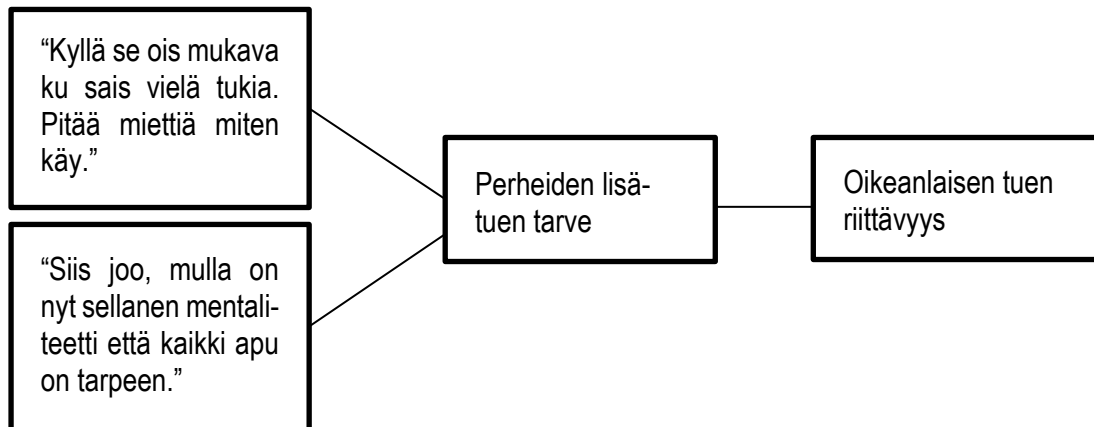 “Kyllä se ois mukava
ku sais vielä tukia.
Pitää miettiä miten
käy.”
“Siis joo, mulla on
nyt sellanen mentali-
teetti että kaikki apu
on tarpeen.”
Perheiden lisä-
tuen tarve
Oikeanlaisen tuen
riittävyys